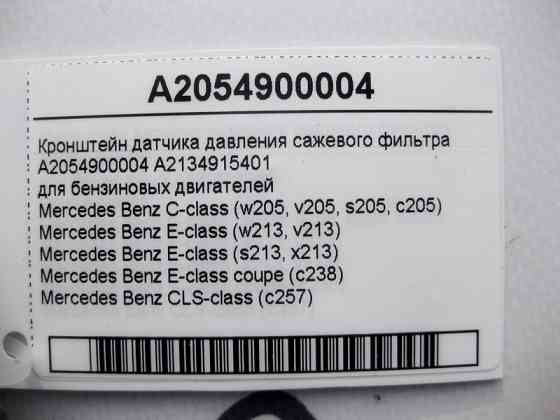 A2054900004
Кронштейн датчика давления сажевого фильтра
A2054900004 A2134915401
для бензиновых двигателей
Mercedes Benz C-class (w205, v205, s205, c205)
Mercedes Benz E-class (w213, v213)
Mercedes Benz E-class (s213, x213)
Mercedes Benz E-class coupe (c238)
Mercedes Benz CLS-class (c257)